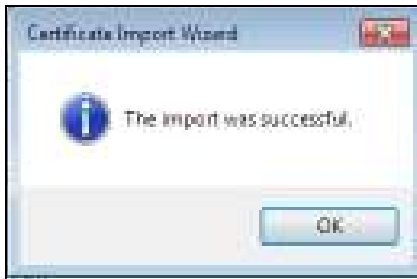 Certificate Import Wizard
The import was successful.
OK